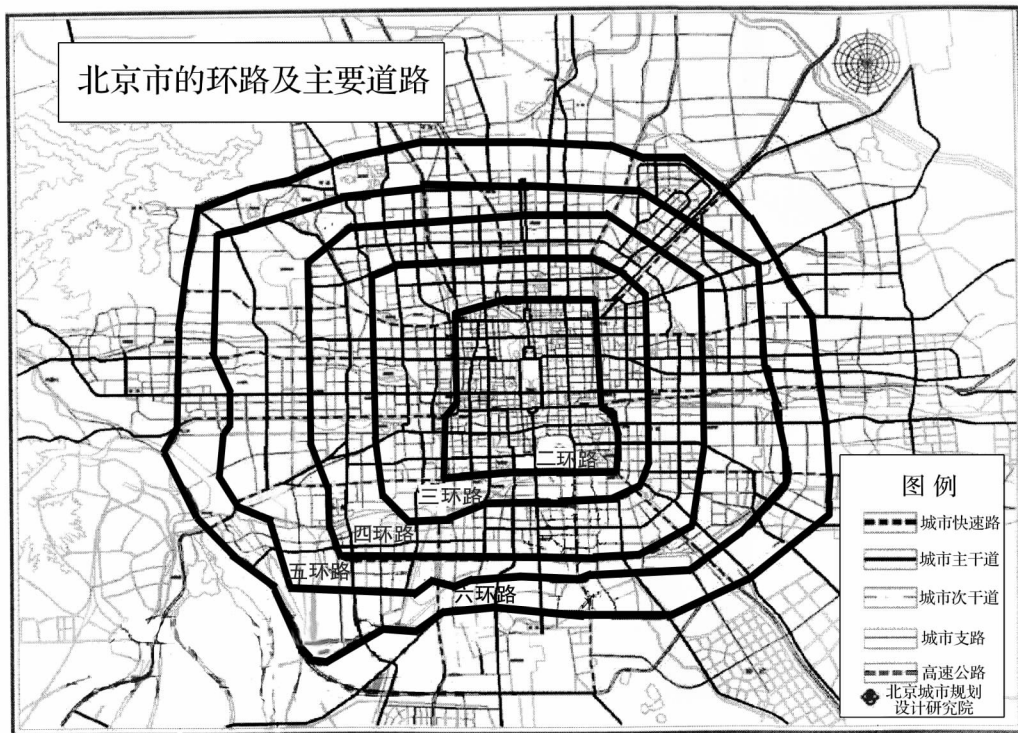 北京市的环路及主要道路
二环路
三环路
四环路
五环路
六环路
图例
城市快速路
城市主干道
城市次干道
城市支路
高速公路
北京城市规划
设计研究院